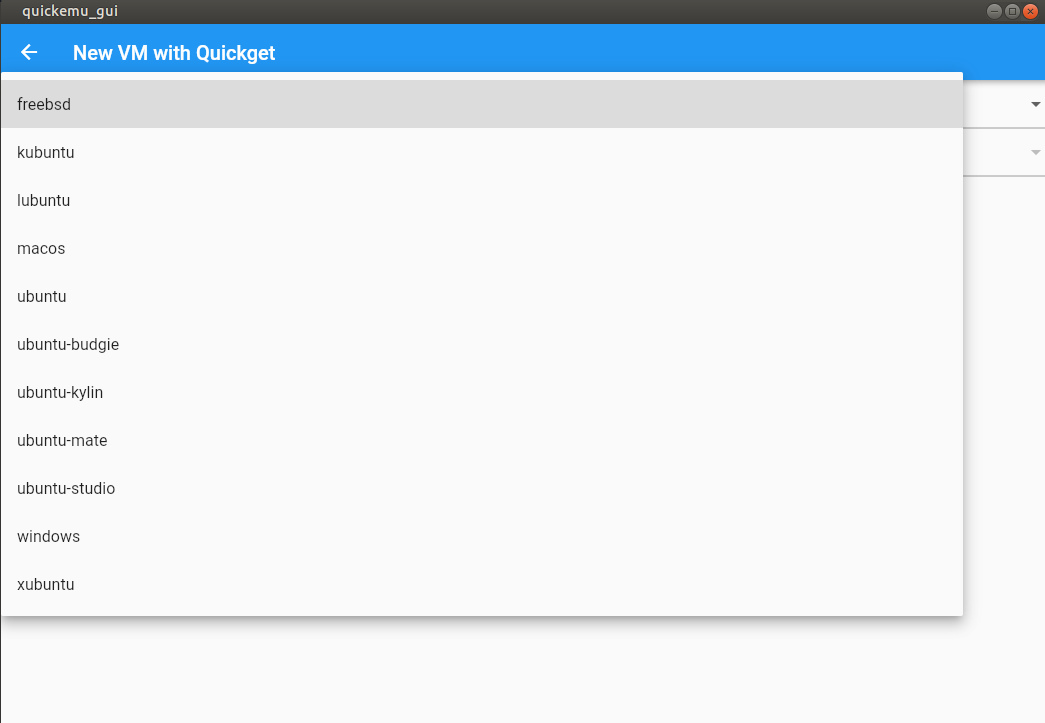 quickemu_gui
New VM with Quickget
freebsd
kubuntu
lubuntu
macos
ubuntu
ubuntu-budgie
ubuntu-kylin
ubuntu-mate
ubuntu-studio
windows
xubuntu